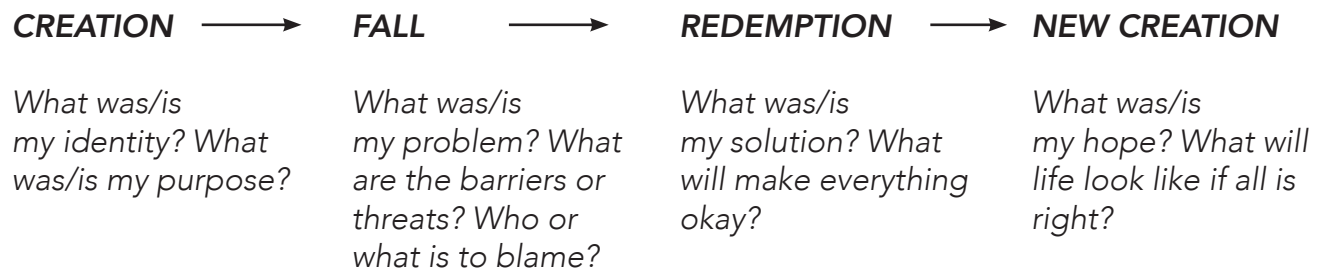 CREATION → FALL → REDEMPTION → NEW CREATION
What was/is
my identity? What
was/is my purpose?
What was/is
my problem? What
are the barriers or
threats? Who or
what is to blame?
What was/is
my solution? What
will make everything
okay?
What was/is
my hope? What will
life look like if all is
right?